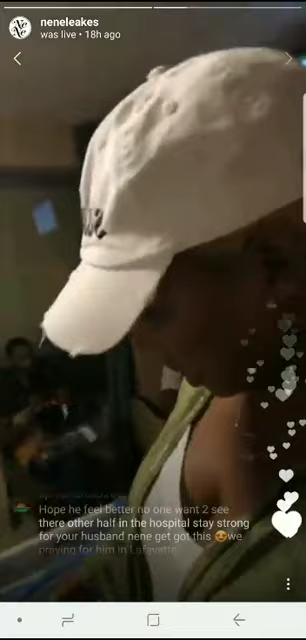 neneleakes
was live • 18h ago
Hope he feel better no one want 2 see
there other half in the hospital stay strong
for your husband nene get got this 😍we
praying for him in Lafayette